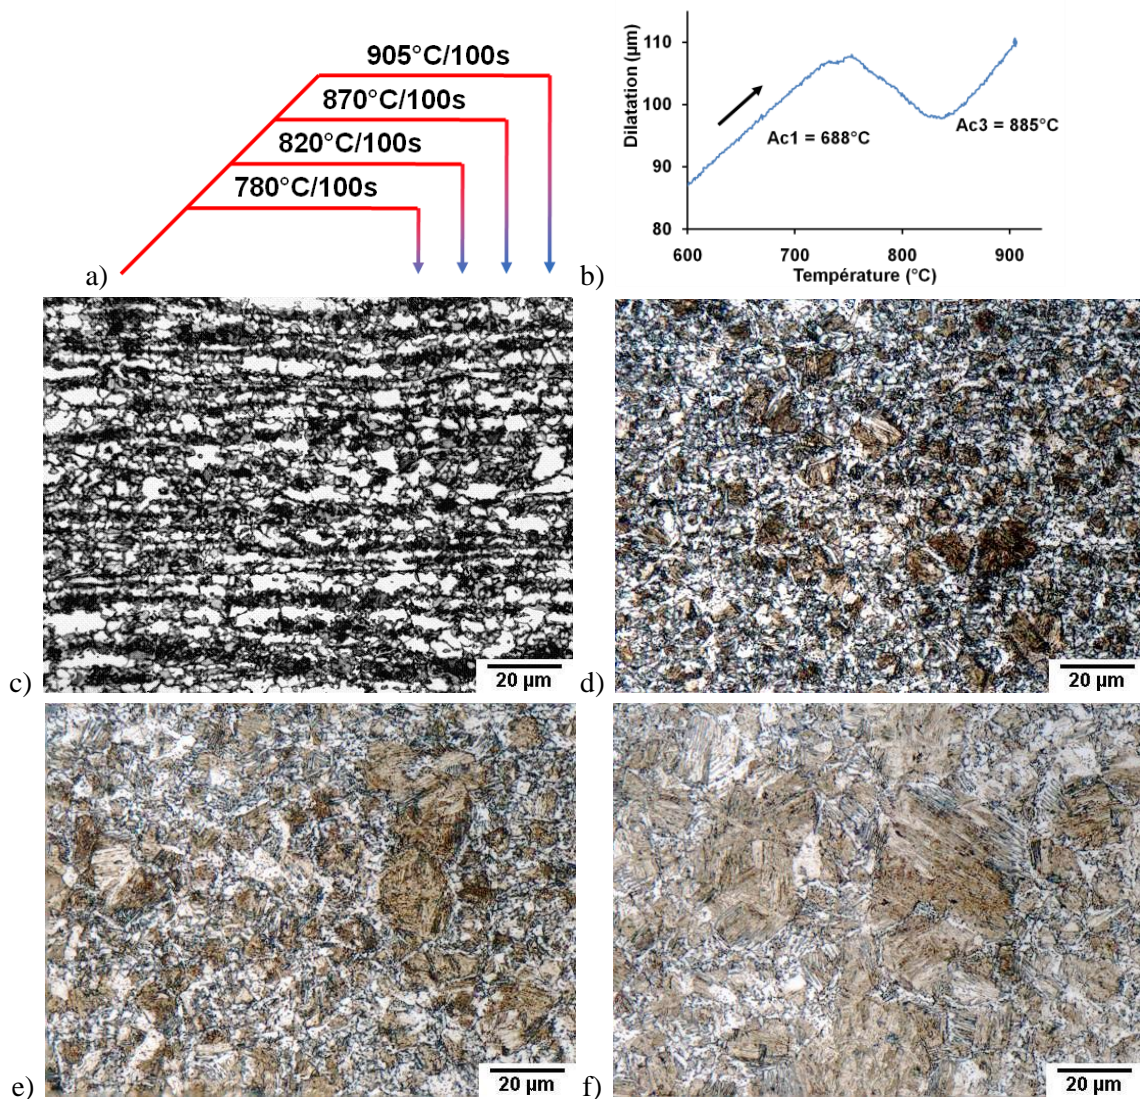 905°C/100s
870°C/100s
820°C/100s
780°C/100s
a)
Dilatation (µm)
110
100
90
80
Ac1 = 688°C
Ac3 = 885°C
600
700
800
900
Température (°C)
b)
20 µm
c)
20 µm
d)
20 µm
e)
20 µm
f)